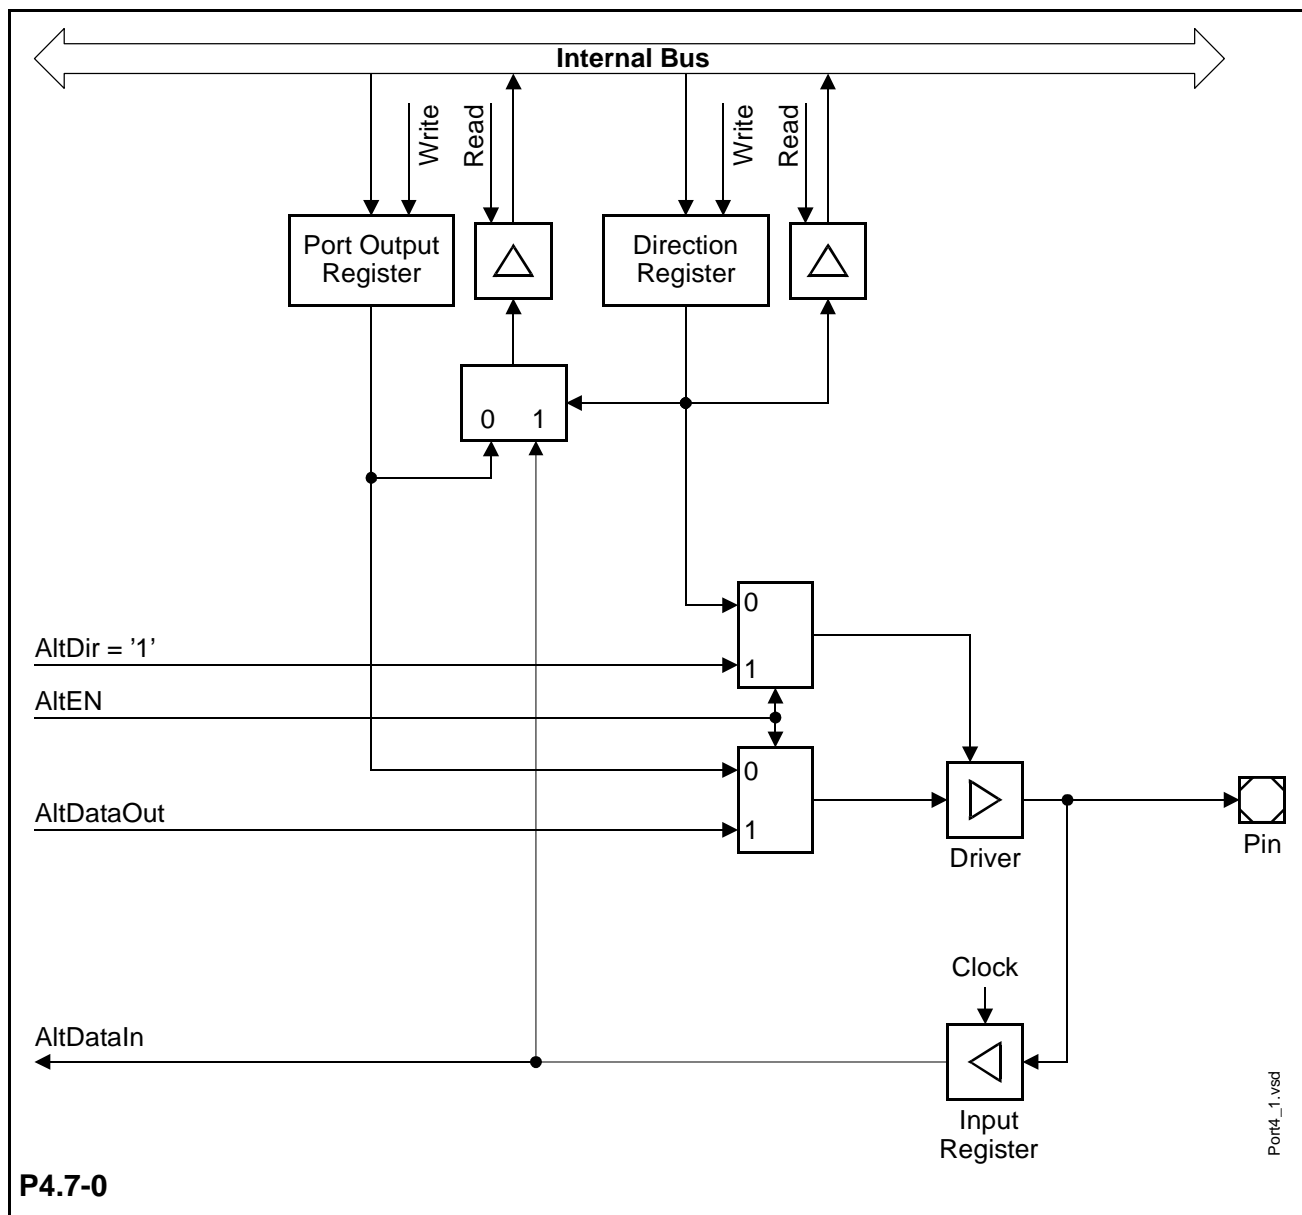 Internal Bus
Write
Read
Write
Read
Port Output
Register
Direction
Register
0 1
0
AltDir = '1'
1
AltEN
0
AltDataOut
1
Driver
Pin
Clock
AltDataIn
Input
Register
Port4_1.vsd
P4.7-0